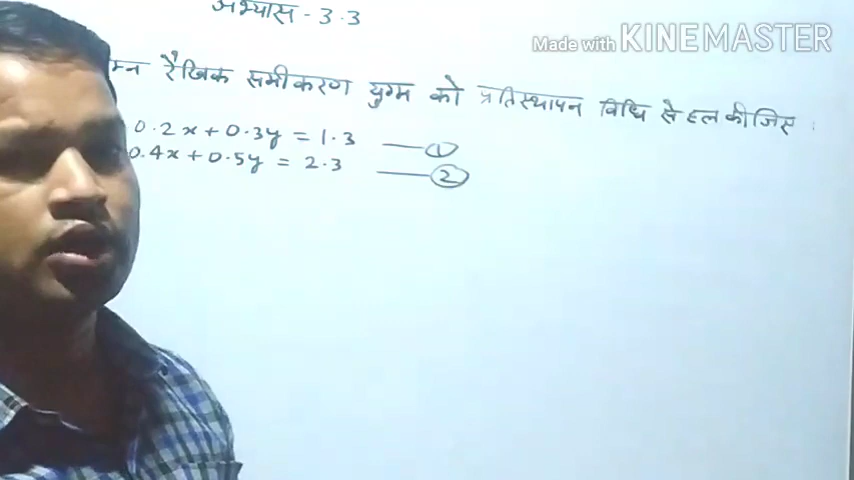 अभ्यास - 3.3
Made with KINEMASTER
रैखिक समीकरण युग्म को प्रतिस्थापन विधि से हल कीजिए
0.2x + 0.3y = 1.3 —— ①
0.4x + 0.5y = 2.3 —— ②